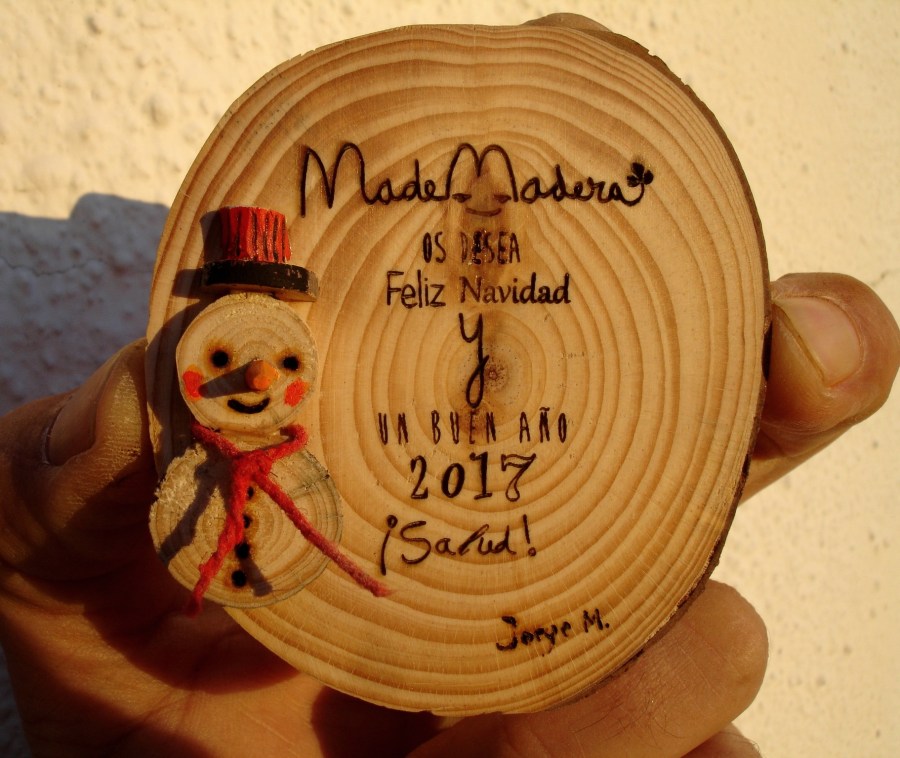 MadeMadera
OS DESEA
Feliz Navidad
y
UN BUEN AÑO
2017
¡Salud!
Jorge M.